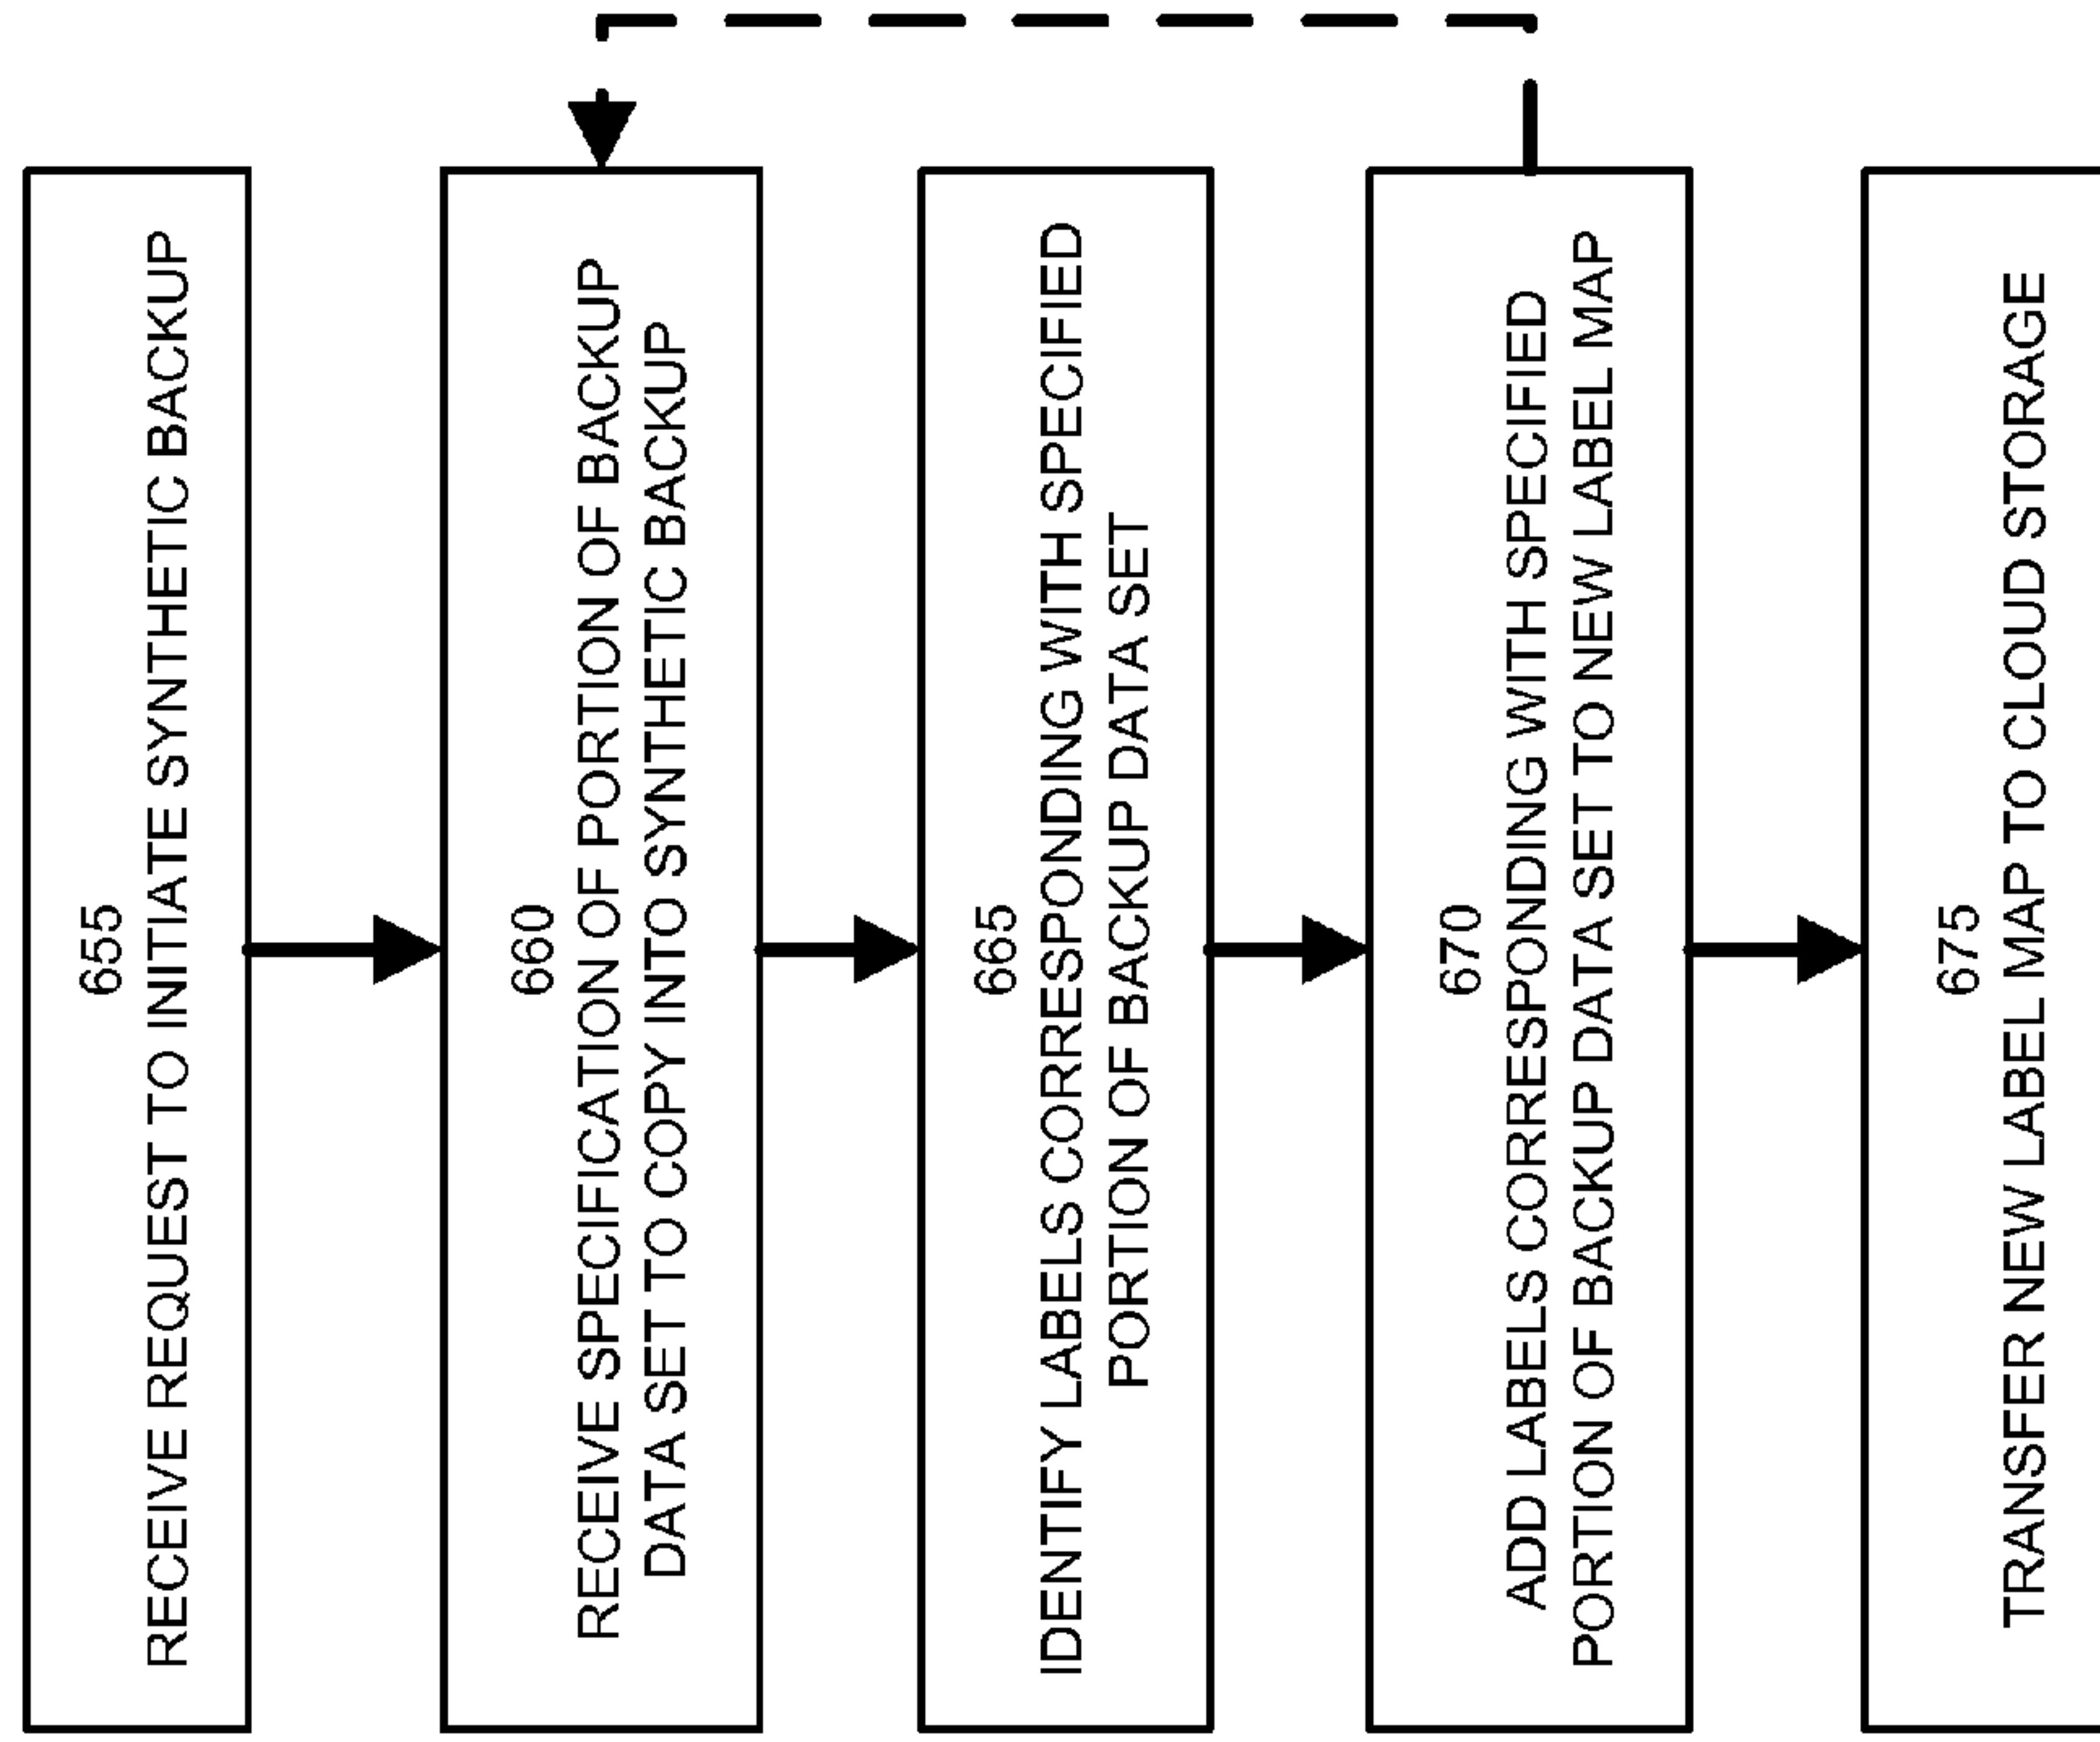 655
RECEIVE REQUEST TO INITIATE SYNTHETIC BACKUP
660
RECEIVE SPECIFICATION OF PORTION OF BACKUP
DATA SET TO COPY INTO SYNTHETIC BACKUP
665
IDENTIFY LABELS CORRESPONDING WITH SPECIFIED
PORTION OF BACKUP DATA SET
670
ADD LABELS CORRESPONDING WITH SPECIFIED
PORTION OF BACKUP DATA SET TO NEW LABEL MAP
675
TRANSFER NEW LABEL MAP TO CLOUD STORAGE